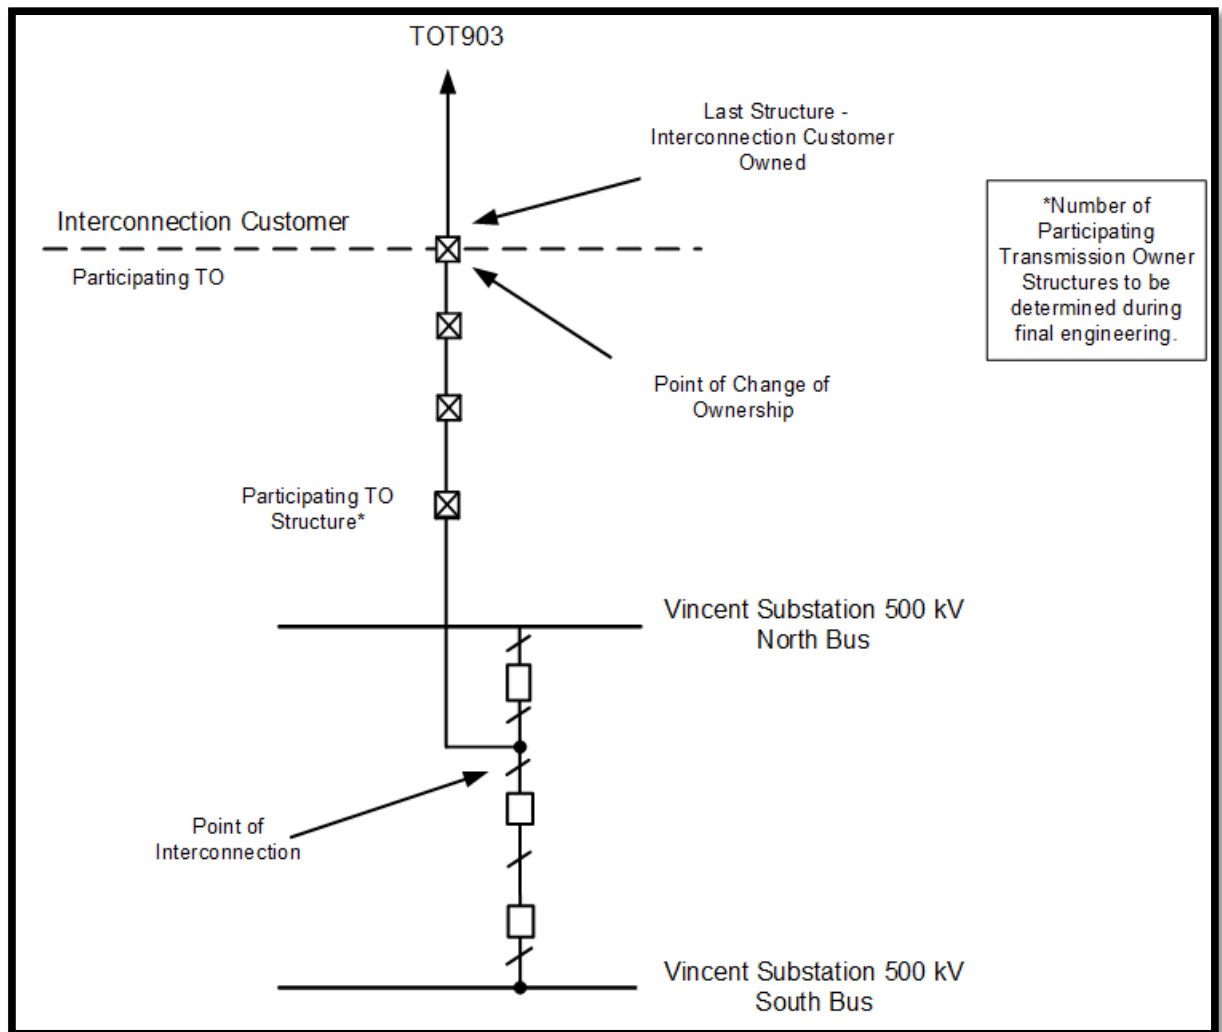 TOT903
Last Structure -
Interconnection Customer
Owned
Interconnection Customer
Participating TO
*Number of
Participating
Transmission Owner
Structures to be
determined during
final engineering.
Point of Change of
Ownership
Participating TO
Structure*
Vincent Substation 500 kV
North Bus
Point of
Interconnection
Vincent Substation 500 kV
South Bus